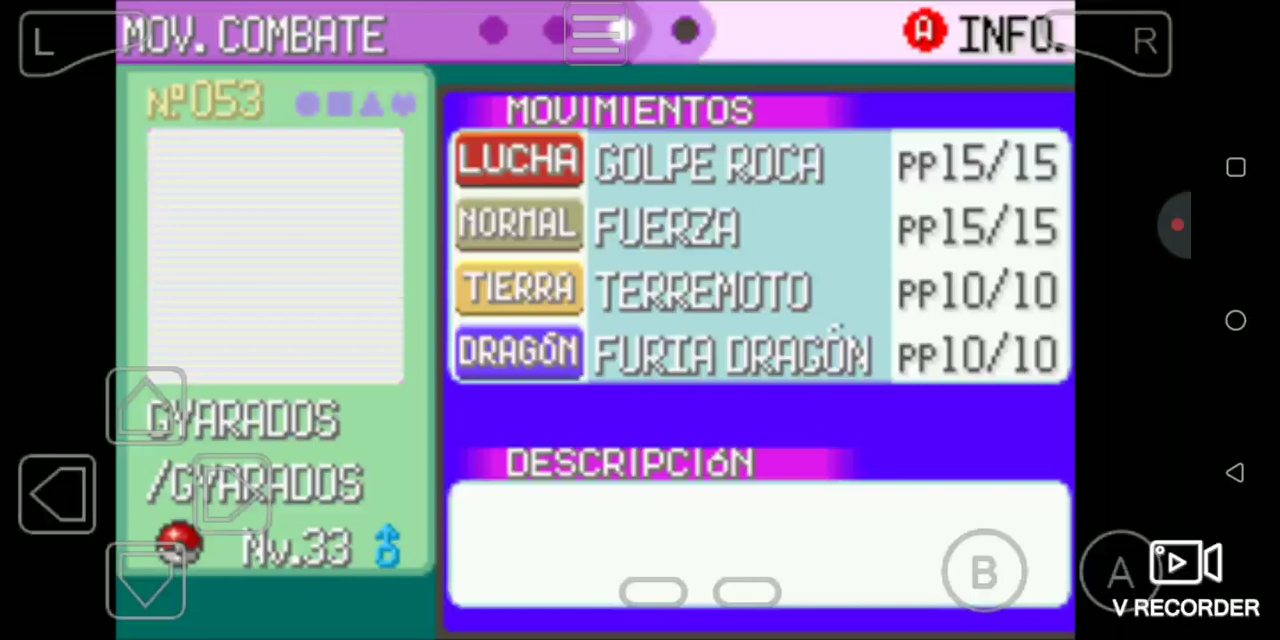 L
MOV. COMBATE
A INFO.
R
Nº053
MOVIMIENTOS
LUCHA GOLPE ROCA PP15/15
NORMAL FUERZA PP15/15
TIERRA TERREMOTO PP10/10
DRAGÓN FURIA DRAGÓN PP10/10
GYARADOS
/GYARADOS
Nv.33 ♂
DESCRIPCIÓN
B
A
V RECORDER